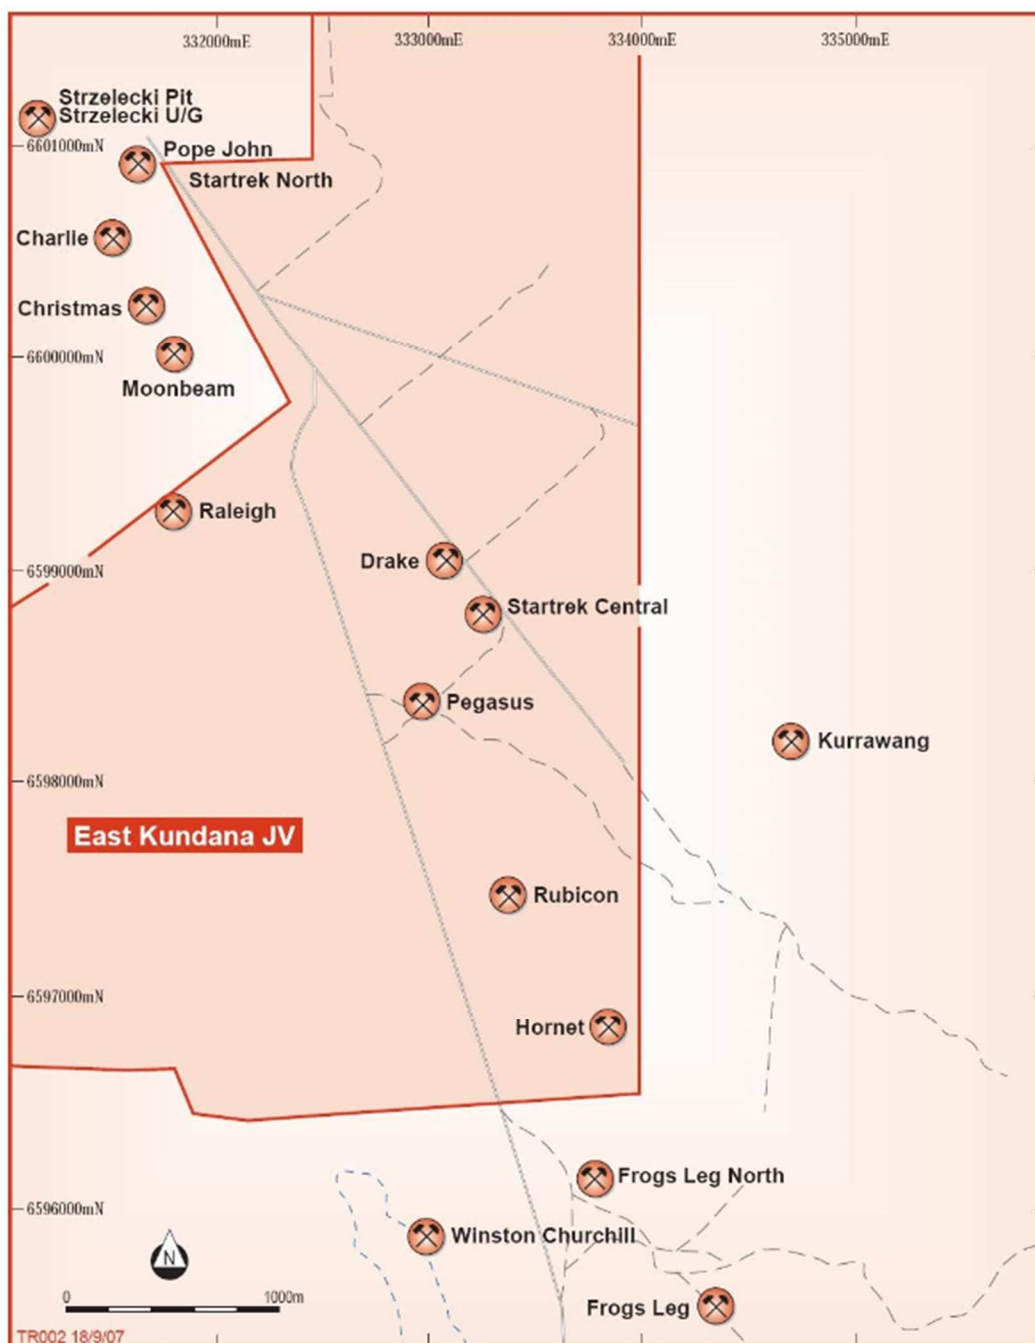 332000mE
333000mE
334000mE
335000mE
Strzelecki Pit
Strzelecki U/G
6601000mN
Pope John
Startrek North
Charlie
Christmas
6600000mN
Moonbeam
Raleigh
Drake
6599000mN
Startrek Central
Pegasus
Kurrawang
6598000mN
East Kundana JV
Rubicon
6597000mN
Hornet
Frogs Leg North
6596000mN
Winston Churchill
N
0
1000m
Frogs Leg
TR002 18/9/07